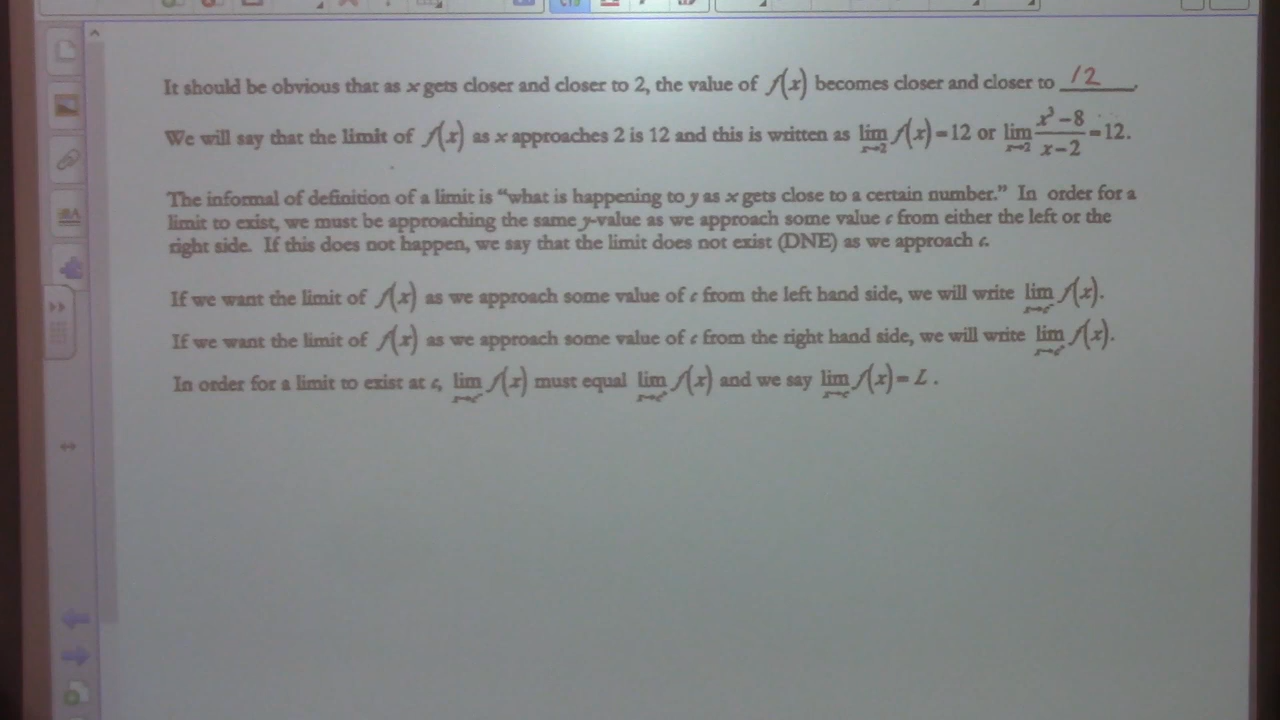 It should be obvious that as x gets closer and closer to 2, the value of f(x) becomes closer and closer to 12.
We will say that the limit of f(x) as x approaches 2 is 12 and this is written as lim x→2 f(x) = 12 or lim x→2 (x³ − 8)/(x − 2) = 12.
The informal of definition of a limit is “what is happening to y as x gets close to a certain number.” In order for a
limit to exist, we must be approaching the same y-value as we approach some value c from either the left or the
right side. If this does not happen, we say that the limit does not exist (DNE) as we approach c.
If we want the limit of f(x) as we approach some value of c from the left hand side, we will write lim f(x).
If we want the limit of f(x) as we approach some value of c from the right hand side, we will write lim f(x).
In order for a limit to exist at c, lim f(x) must equal lim f(x) and we say lim x→c f(x) = L.